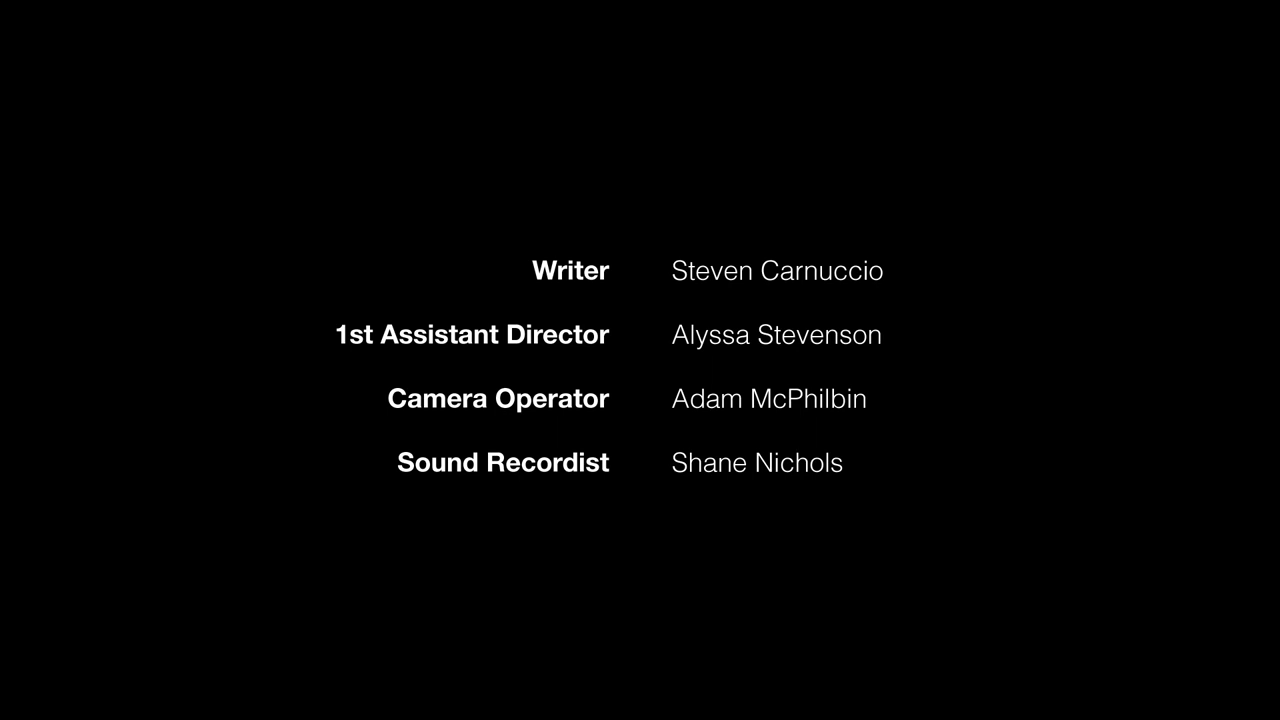 Writer Steven Carnuccio
1st Assistant Director Alyssa Stevenson
Camera Operator Adam McPhilbin
Sound Recordist Shane Nichols